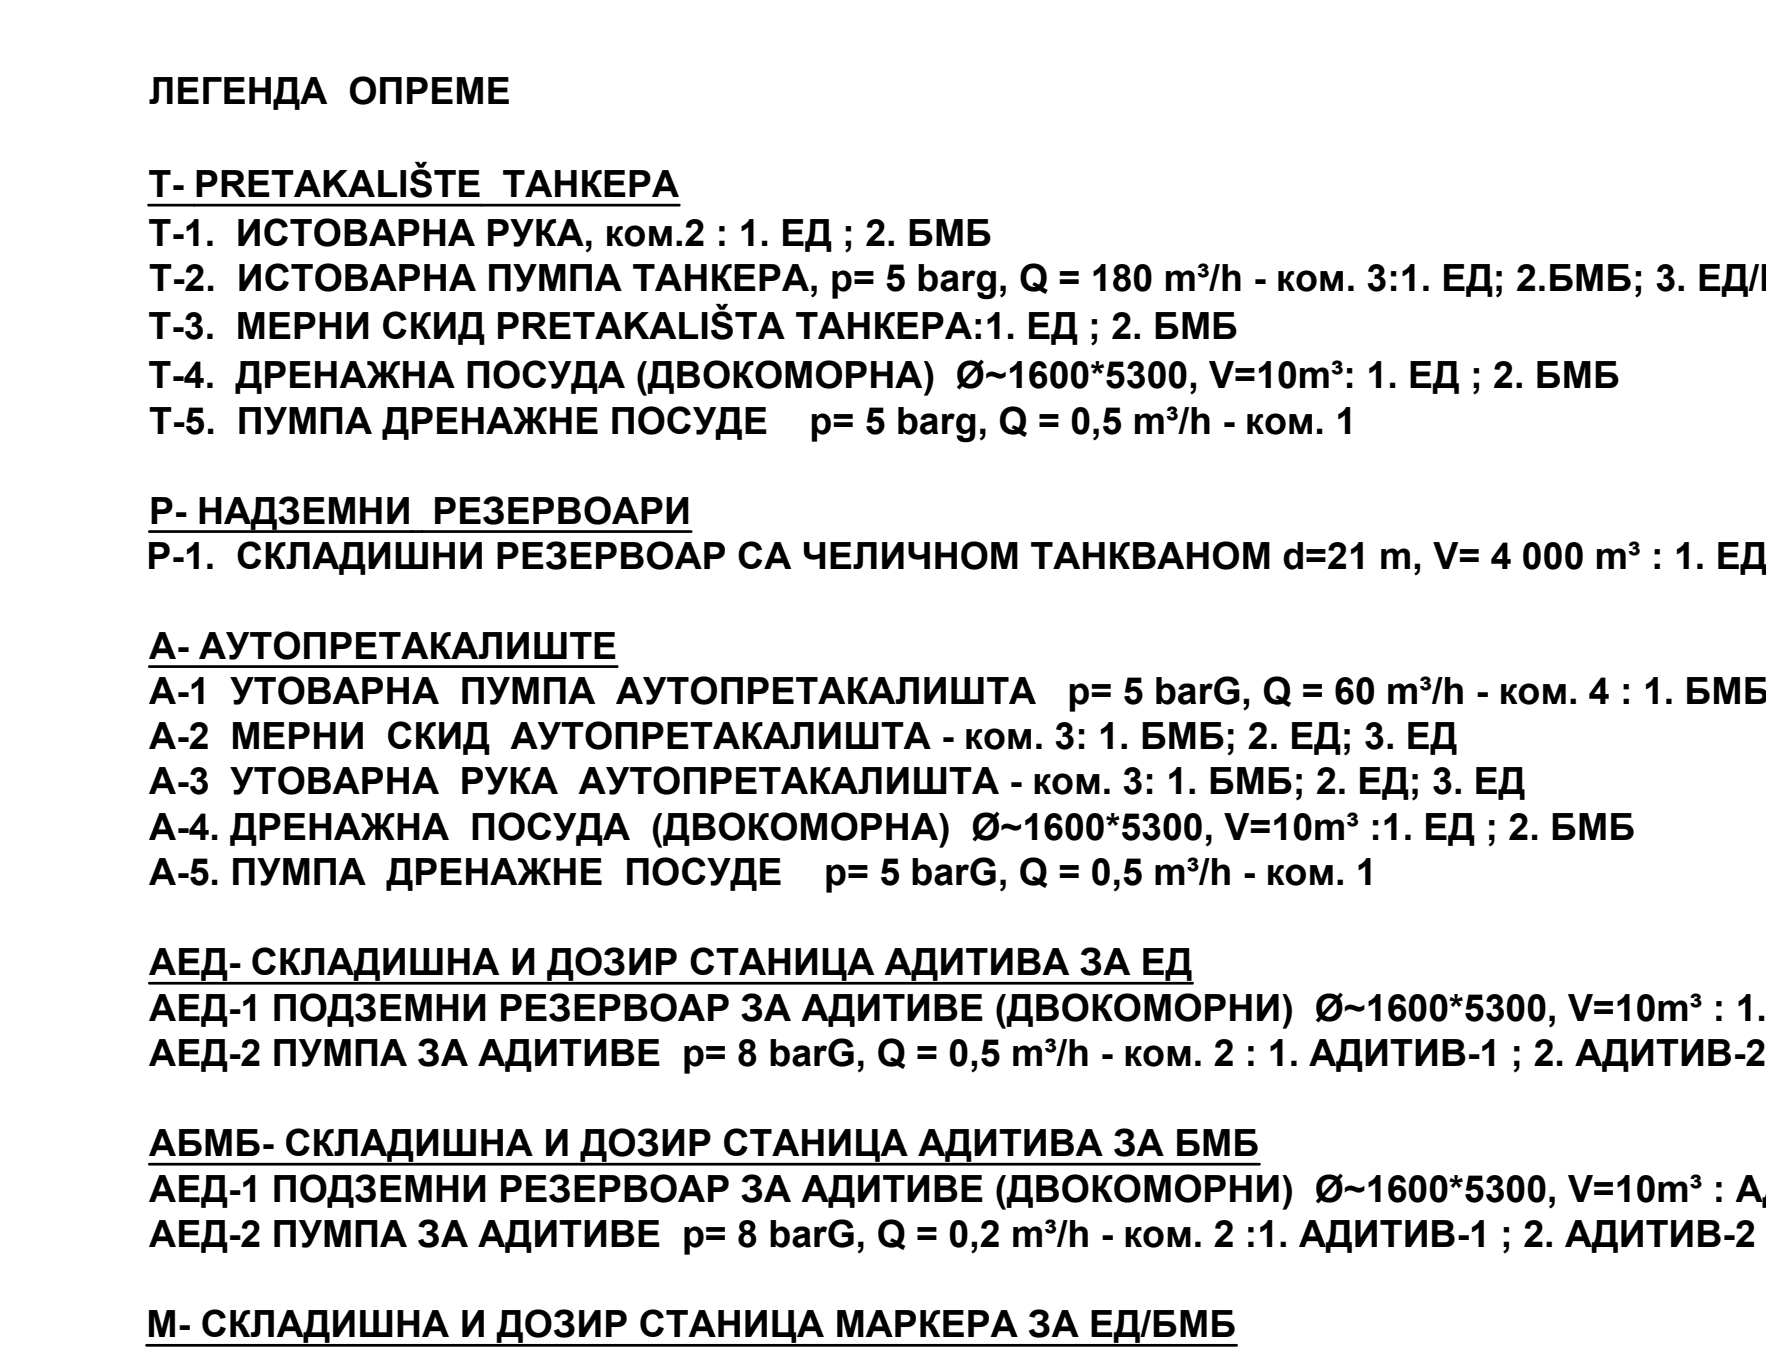 ЛЕГЕНДА ОПРЕМЕ
Т- PRETAKALIŠTE ТАНКЕРА
Т-1. ИСТОВАРНА РУКА, ком.2 : 1. ЕД ; 2. БМБ
Т-2. ИСТОВАРНА ПУМПА ТАНКЕРА, p= 5 barg, Q = 180 m³/h - ком. 3:1. ЕД; 2.БМБ; 3. ЕД/
Т-3. МЕРНИ СКИД PRETAKALIŠTA ТАНКЕРА:1. ЕД ; 2. БМБ
Т-4. ДРЕНАЖНА ПОСУДА (ДВОКОМОРНА) Ø~1600*5300, V=10m³: 1. ЕД ; 2. БМБ
Т-5. ПУМПА ДРЕНАЖНЕ ПОСУДЕ p= 5 barg, Q = 0,5 m³/h - ком. 1
Р- НАДЗЕМНИ РЕЗЕРВОАРИ
Р-1. СКЛАДИШНИ РЕЗЕРВОАР СА ЧЕЛИЧНОМ ТАНКВАНОМ d=21 m, V= 4 000 m³ : 1. ЕД
А- АУТОПРЕТАКАЛИШТЕ
А-1 УТОВАРНА ПУМПА АУТОПРЕТАКАЛИШТА p= 5 barG, Q = 60 m³/h - ком. 4 : 1. БМБ
А-2 МЕРНИ СКИД АУТОПРЕТАКАЛИШТА - ком. 3: 1. БМБ; 2. ЕД; 3. ЕД
А-3 УТОВАРНА РУКА АУТОПРЕТАКАЛИШТА - ком. 3: 1. БМБ; 2. ЕД; 3. ЕД
А-4. ДРЕНАЖНА ПОСУДА (ДВОКОМОРНА) Ø~1600*5300, V=10m³ :1. ЕД ; 2. БМБ
А-5. ПУМПА ДРЕНАЖНЕ ПОСУДЕ p= 5 barG, Q = 0,5 m³/h - ком. 1
АЕД- СКЛАДИШНА И ДОЗИР СТАНИЦА АДИТИВА ЗА ЕД
АЕД-1 ПОДЗЕМНИ РЕЗЕРВОАР ЗА АДИТИВЕ (ДВОКОМОРНИ) Ø~1600*5300, V=10m³ : 1.
АЕД-2 ПУМПА ЗА АДИТИВЕ p= 8 barG, Q = 0,5 m³/h - ком. 2 : 1. АДИТИВ-1 ; 2. АДИТИВ-2
АБМБ- СКЛАДИШНА И ДОЗИР СТАНИЦА АДИТИВА ЗА БМБ
АЕД-1 ПОДЗЕМНИ РЕЗЕРВОАР ЗА АДИТИВЕ (ДВОКОМОРНИ) Ø~1600*5300, V=10m³ :
АЕД-2 ПУМПА ЗА АДИТИВЕ p= 8 barG, Q = 0,2 m³/h - ком. 2 :1. АДИТИВ-1 ; 2. АДИТИВ-2
М- СКЛАДИШНА И ДОЗИР СТАНИЦА МАРКЕРА ЗА ЕД/БМБ